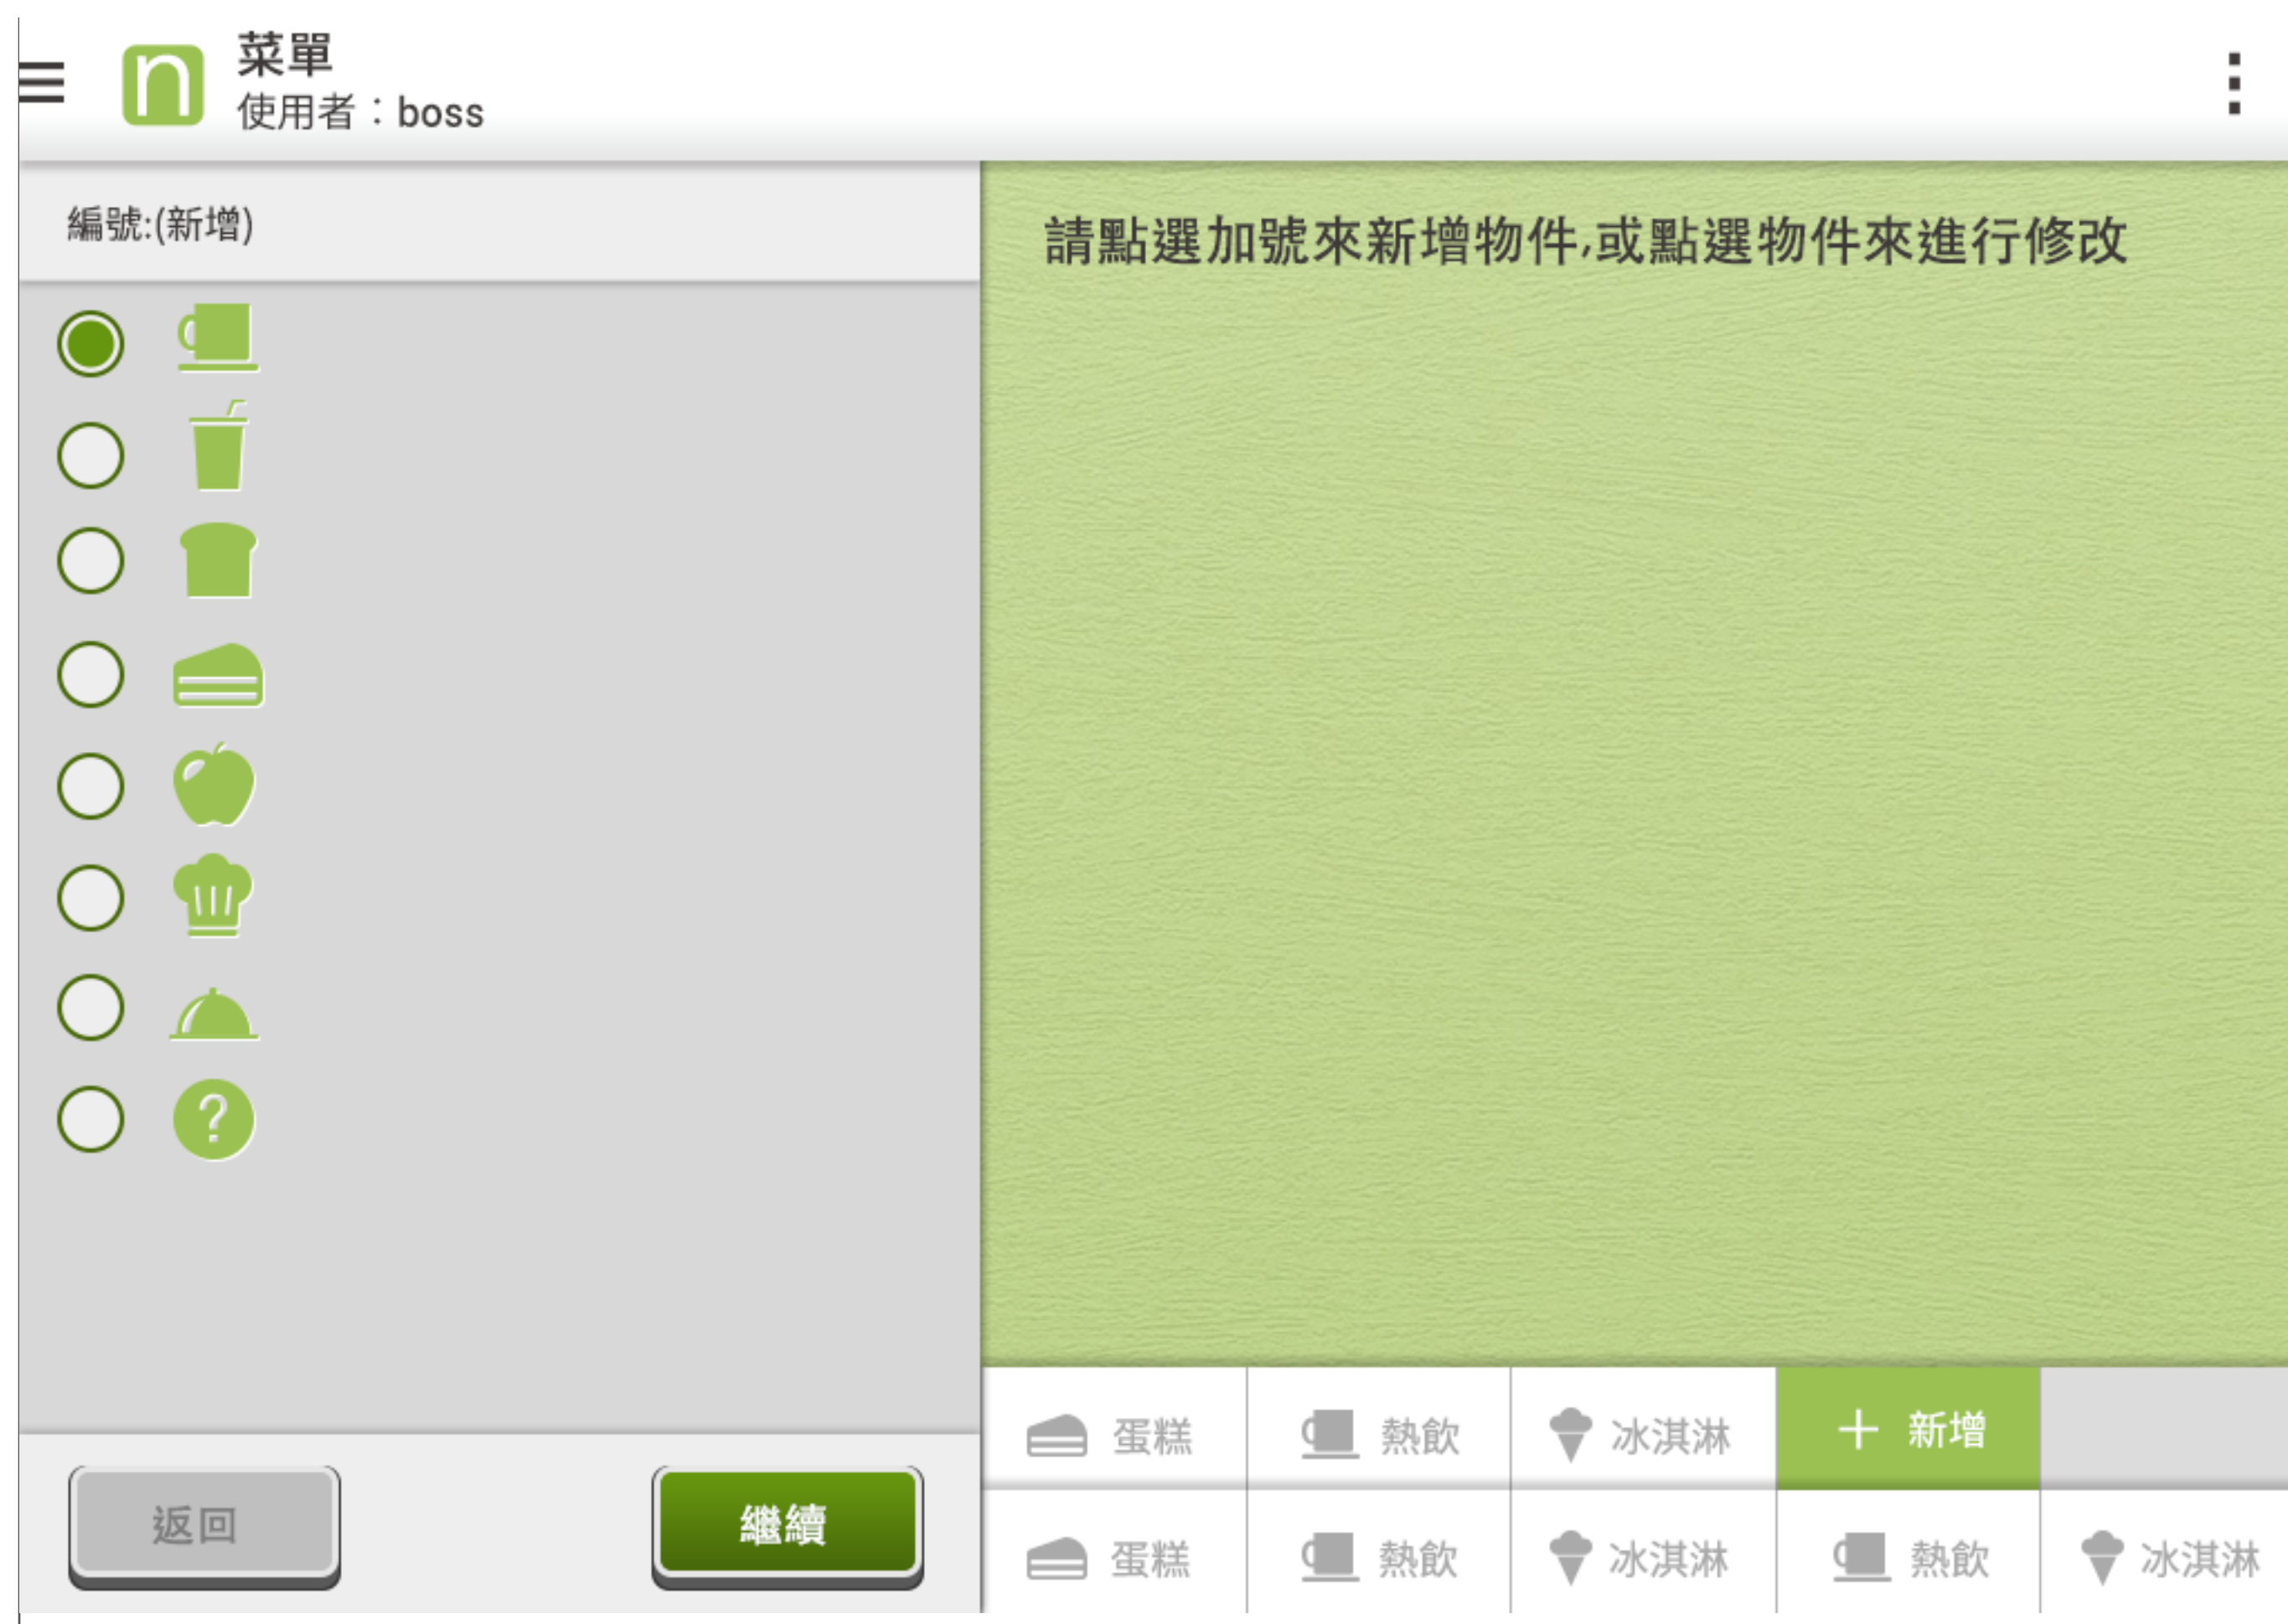 n
菜單
使用者：boss
編號:(新增)
請點選加號來新增物件,或點選物件來進行修改
?
返回
繼續
蛋糕 熱飲 冰淇淋 + 新增
蛋糕 熱飲 冰淇淋 熱飲 冰淇淋